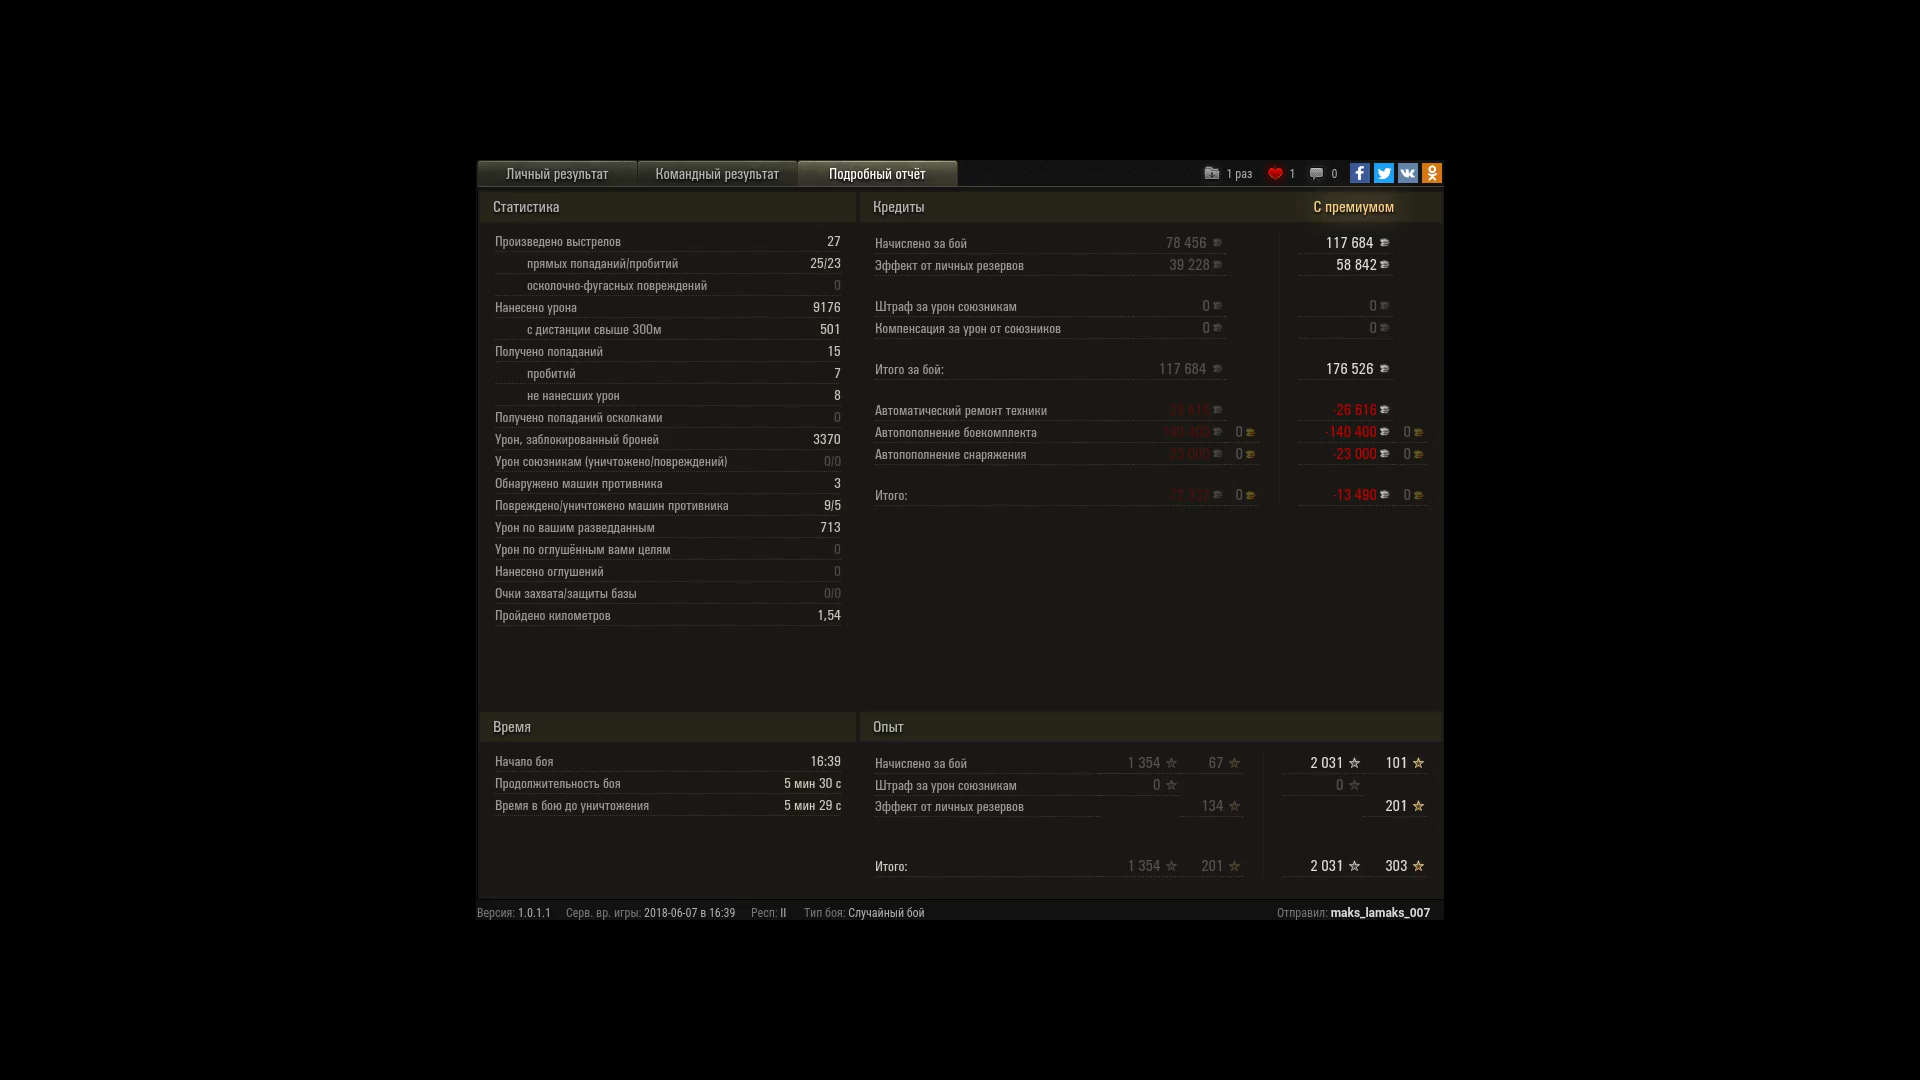 Личный результат Командный результат Подробный отчёт 1 раз 1 0
Статистика
Произведено выстрелов 27
прямых попаданий/пробитий 25/23
осколочно-фугасных повреждений 0
Нанесено урона 9176
с дистанции свыше 300м 501
Получено попаданий 15
пробитий 7
не нанесших урон 8
Получено попаданий осколками 0
Урон, заблокированный броней 3370
Урон союзникам (уничтожено/повреждений) 0/0
Обнаружено машин противника 3
Повреждено/уничтожено машин противника 9/5
Урон по вашим разведданным 713
Урон по оглушённым вами целям 0
Нанесено оглушений 0
Очки захвата/защиты базы 0/0
Пройдено километров 1,54
Кредиты С премиумом
Начислено за бой 78 456 117 684
Эффект от личных резервов 39 228 58 842
Штраф за урон союзникам 0 0
Компенсация за урон от союзников 0 0
Итого за бой: 117 684 176 526
Автоматический ремонт техники -26 616
Автопополнение боекомплекта 0 -140 400 0
Автопополнение снаряжения -23 000 0 -23 000 0
Итого: 0 -13 490 0
Время
Начало боя 16:39
Продолжительность боя 5 мин 30 с
Время в бою до уничтожения 5 мин 29 с
Опыт
Начислено за бой 1 354 67 2 031 101
Штраф за урон союзникам 0 0
Эффект от личных резервов 134 201
Итого: 1 354 201 2 031 303
Версия: 1.0.1.1 Серв. вр. игры: 2018-06-07 в 16:39 Респ: II Тип боя: Случайный бой Отправил: maks_lamaks_007